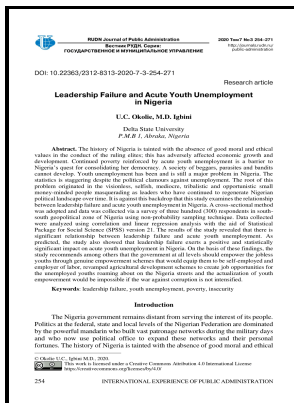 RUDN Journal of Public Administration
2020 Том 7 № 3 254–271
Вестник РУДН. Серия:
ГОСУДАРСТВЕННОЕ И МУНИЦИПАЛЬНОЕ УПРАВЛЕНИЕ
http://journals.rudn.ru/
public-administration
DOI: 10.22363/2312-8313-2020-7-3-254-271
Research article
Leadership Failure and Acute Youth Unemployment
in Nigeria
U.C. Okolie, M.D. Igbini
Delta State University
P.M.B 1, Abraka, Nigeria
Abstract. The history of Nigeria is tainted with the absence of good moral and ethical
values in the conduct of the ruling elites; this has adversely affected economic growth and
development. Continued poverty reinforced by acute youth unemployment is a barrier to
Nigeria's quest for consolidating her democracy. A society of beggars, parasites and bandits
cannot develop. Youth unemployment has been and is still a major problem in Nigeria. The
statistics is staggering despite the political clamours against unemployment. The root of this
problem originated in the visionless, selfish, mediocre, tribalistic and opportunistic small
money-minded people masquerading as leaders who have continued to regenerate Nigerian
political landscape over time. It is against this backdrop that this study examines the relationship
between leadership failure and acute youth unemployment in Nigeria. A cross-sectional method
was adopted and data was collected via a survey of three hundred (300) respondents in south-
south geopolitical zone of Nigeria using non-probability sampling technique. Data collected
were analyzed using correlation and linear regression analysis with the aid of Statistical
Package for Social Science (SPSS) version 21. The results of the study revealed that there is
significant relationship between leadership failure and acute youth unemployment. As
predicted, the study also showed that leadership failure exerts a positive and statistically
significant impact on acute youth unemployment in Nigeria. On the basis of these findings, the
study recommends among others that the government at all levels should empower the jobless
youths through genuine empowerment schemes that would equip them to be self-employed and
employer of labor, revamped agricultural development schemes to create job opportunities for
the unemployed youths roaming about on the Nigeria streets and the actualization of youth
empowerment would be impossible if the war against corruption is not intensified.
Keywords: leadership failure, youth unemployment, poverty, insecurity
Introduction
The Nigeria government remains distant from serving the interest of its people.
Politics at the federal, state and local levels of the Nigerian Federation are dominated
by the powerful mandarin who built vast patronage networks during the military days
and who now use political office to expand these networks and their personal
fortunes. The history of Nigeria is tainted with the absence of good moral and ethical
© Okolie U.C., Igbini M.D., 2020.
This work is licensed under a Creative Commons Attribution 4.0 International License
https://creativecommons.org/licenses/by/4.0/
254
INTERNATIONAL EXPERIENCE OF PUBLIC ADMINISTRATION